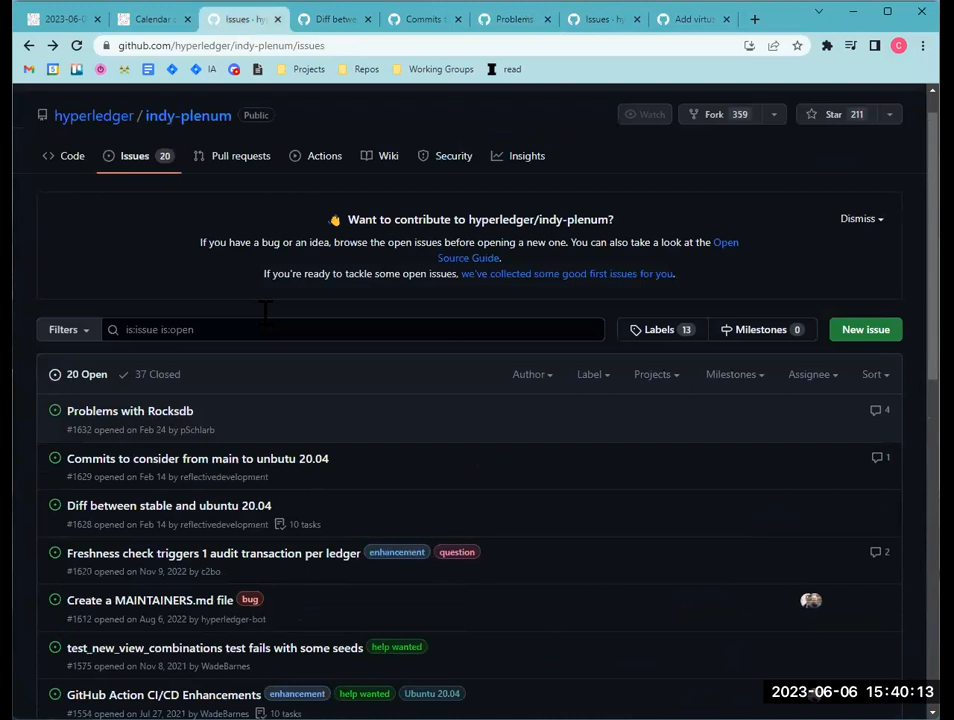 2023-06-0
Calendar
Issues - hy
Diff betwe
Commits t
Problems
Issues - hy
Add virtu
github.com/hyperledger/indy-plenum/issues
C
IA
Projects
Repos
Working Groups
read
hyperledger / indy-plenum
Public
Watch
Fork 359
Star 211
Code
Issues 20
Pull requests
Actions
Wiki
Security
Insights
Want to contribute to hyperledger/indy-plenum?
Dismiss
If you have a bug or an idea, browse the open issues before opening a new one. You can also take a look at the Open
Source Guide.
If you're ready to tackle some open issues, we've collected some good first issues for you.
Filters
is:issue is:open
Labels 13
Milestones 0
New issue
20 Open
37 Closed
Author
Label
Projects
Milestones
Assignee
Sort
Problems with Rocksdb
4
#1632 opened on Feb 24 by pSchlarb
Commits to consider from main to unbutu 20.04
1
#1629 opened on Feb 14 by reflectivedevelopment
Diff between stable and ubuntu 20.04
#1628 opened on Feb 14 by reflectivedevelopment 10 tasks
Freshness check triggers 1 audit transaction per ledger enhancement question
2
#1620 opened on Nov 9, 2022 by c2bo
Create a MAINTAINERS.md file bug
#1612 opened on Aug 6, 2022 by hyperledger-bot
test_new_view_combinations test fails with some seeds help wanted
#1575 opened on Nov 8, 2021 by WadeBarnes
GitHub Action CI/CD Enhancements enhancement help wanted Ubuntu 20.04
#1554 opened on Jul 27, 2021 by WadeBarnes 10 tasks
2023-06-06 15:40:13